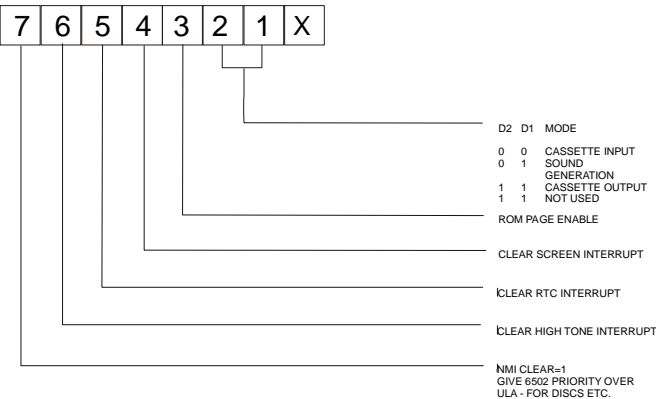 7 6 5 4 3 2 1 X
D2 D1 MODE
0 0 CASSETTE INPUT
0 1 SOUND
GENERATION
1 1 CASSETTE OUTPUT
1 1 NOT USED
ROM PAGE ENABLE
CLEAR SCREEN INTERRUPT
CLEAR RTC INTERRUPT
CLEAR HIGH TONE INTERRUPT
NMI CLEAR=1
GIVE 6502 PRIORITY OVER
ULA - FOR DISCS ETC.